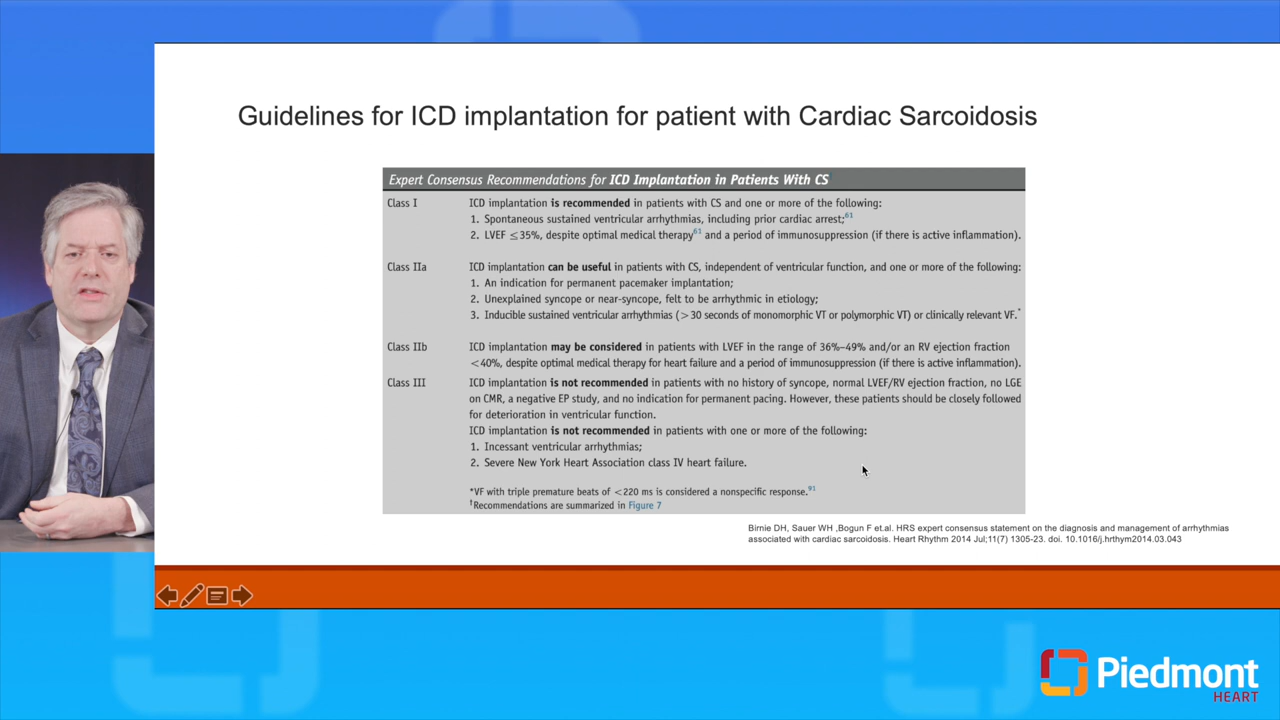 Guidelines for ICD implantation for patient with Cardiac Sarcoidosis
Expert Consensus Recommendations for ICD Implantation in Patients With CS
Class I ICD implantation is recommended in patients with CS and one or more of the following:
1. Spontaneous sustained ventricular arrhythmias, including prior cardiac arrest;61
2. LVEF ≤35%, despite optimal medical therapy61 and a period of immunosuppression (if there is active inflammation).
Class IIa ICD implantation can be useful in patients with CS, independent of ventricular function, and one or more of the following:
1. An indication for permanent pacemaker implantation;
2. Unexplained syncope or near-syncope, felt to be arrhythmic in etiology;
3. Inducible sustained ventricular arrhythmias (>30 seconds of monomorphic VT or polymorphic VT) or clinically relevant VF.*
Class IIb ICD implantation may be considered in patients with LVEF in the range of 36%–49% and/or an RV ejection fraction
<40%, despite optimal medical therapy for heart failure and a period of immunosuppression (if there is active inflammation).
Class III ICD implantation is not recommended in patients with no history of syncope, normal LVEF/RV ejection fraction, no LGE
on CMR, a negative EP study, and no indication for permanent pacing. However, these patients should be closely followed
for deterioration in ventricular function.
ICD implantation is not recommended in patients with one or more of the following:
1. Incessant ventricular arrhythmias;
2. Severe New York Heart Association class IV heart failure.
*VF with triple premature beats of <220 ms is considered a nonspecific response.91
†Recommendations are summarized in Figure 7
Birnie DH, Sauer WH ,Bogun F et.al. HRS expert consensus statement on the diagnosis and management of arrhythmias
associated with cardiac sarcoidosis. Heart Rhythm 2014 Jul;11(7) 1305-23. doi. 10.1016/j.hrthym2014.03.043
Piedmont
HEART